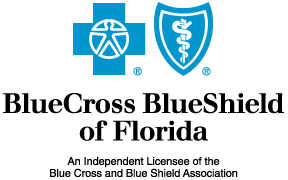 ® ®
BlueCross BlueShield
of Florida
An Independent Licensee of the
Blue Cross and Blue Shield Association